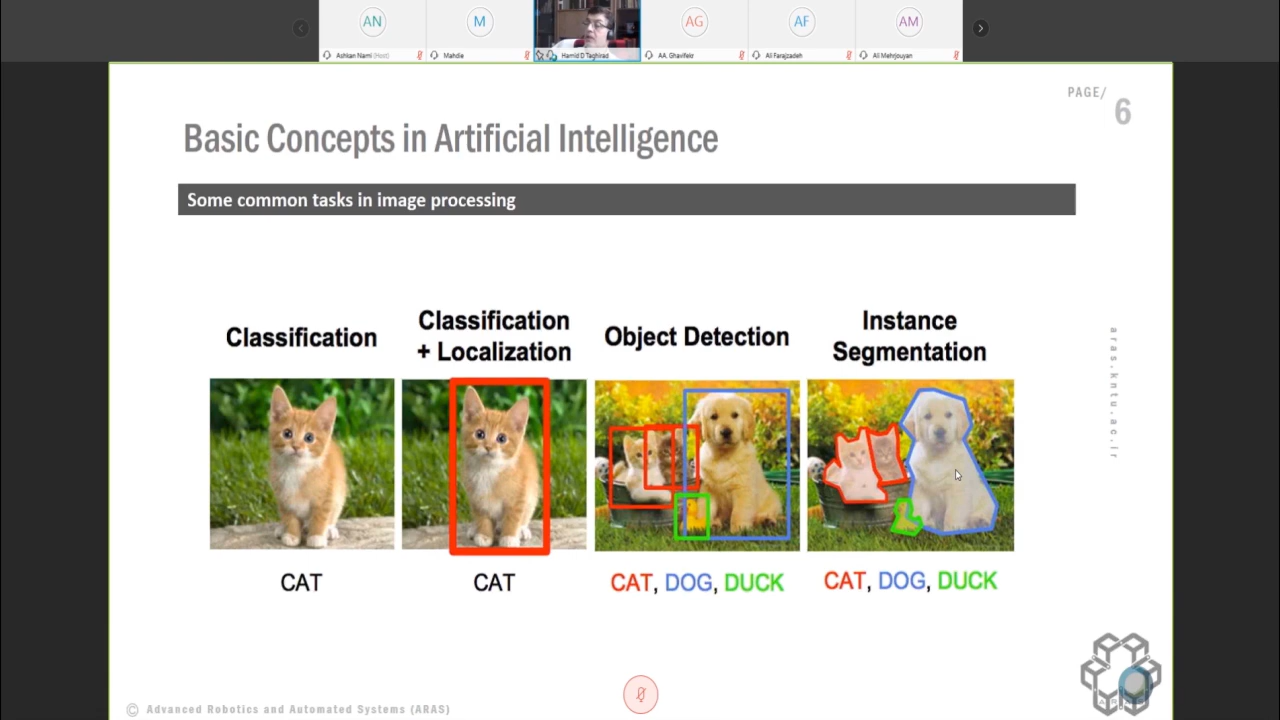 AN
M
AG
AF
AM
Ashkan Nami (Host)
Mahdie
Hamid D Taghirad
AA. Ghavifekr
Ali Farajzadeh
Ali Mehrjouyan
PAGE/
6
Basic Concepts in Artificial Intelligence
Some common tasks in image processing
Classification
Classification
+ Localization
Object Detection
Instance
Segmentation
CAT
CAT
CAT, DOG, DUCK
CAT, DOG, DUCK
aras.kntu.ac.ir
© Advanced Robotics and Automated Systems (ARAS)